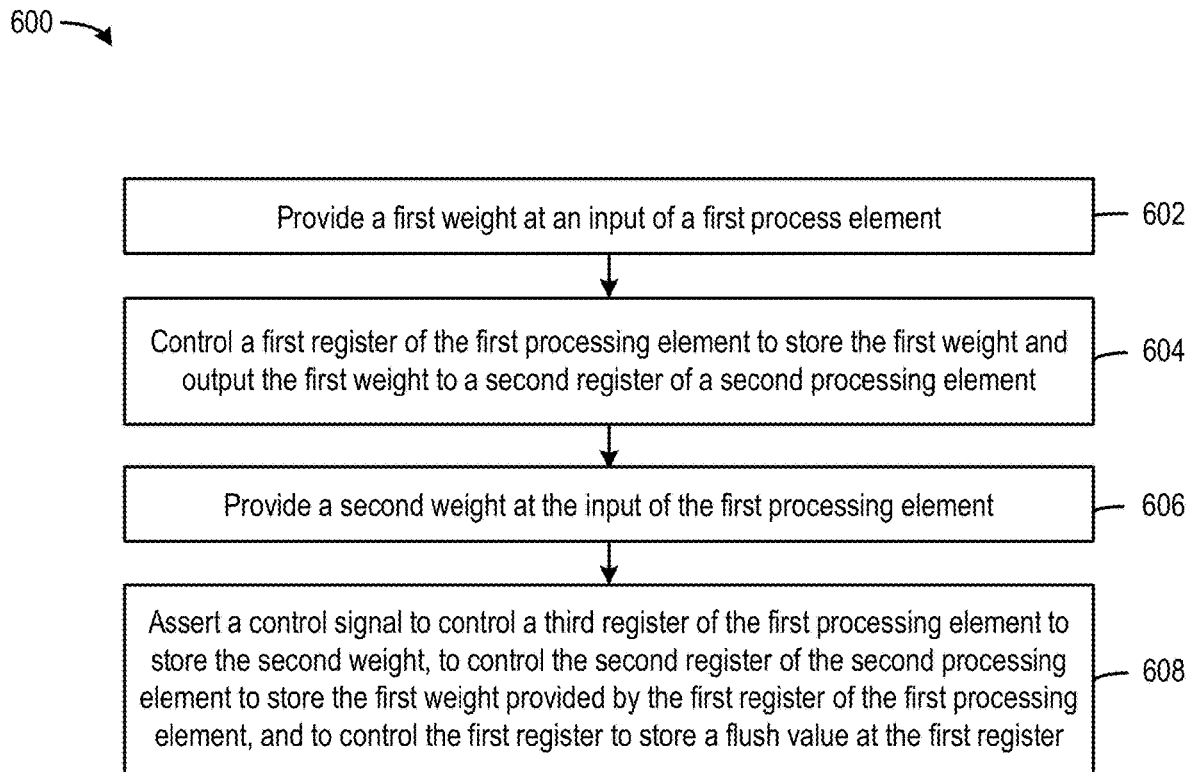 600
Provide a first weight at an input of a first process element
602
Control a first register of the first processing element to store the first weight and
output the first weight to a second register of a second processing element
604
Provide a second weight at the input of the first processing element
606
Assert a control signal to control a third register of the first processing element to
store the second weight, to control the second register of the second processing
element to store the first weight provided by the first register of the first processing
element, and to control the first register to store a flush value at the first register
608